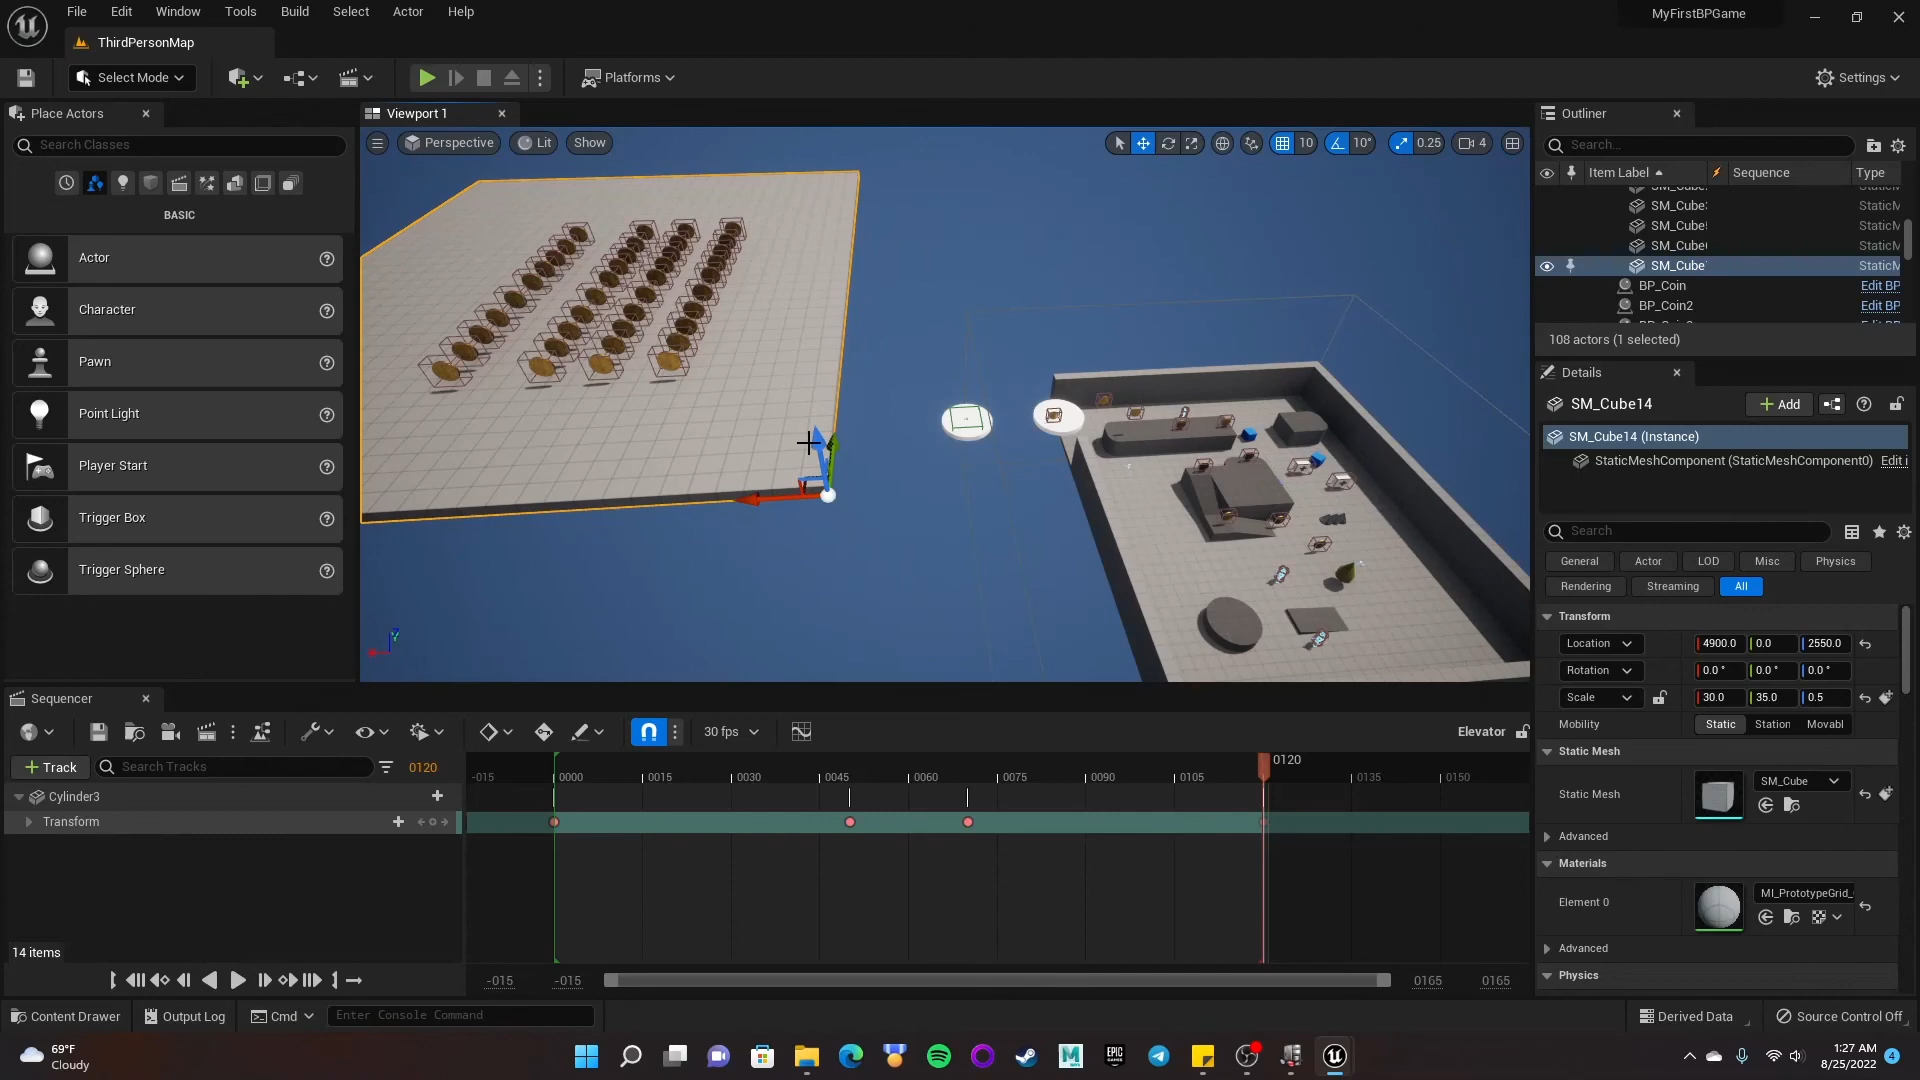 File Edit Window Tools Build Select Actor Help
MyFirstBPGame
ThirdPersonMap
Select Mode
Platforms
Settings
Place Actors
Search Classes
BASIC
Actor
Character
Pawn
Point Light
Player Start
Trigger Box
Trigger Sphere
Viewport 1
Perspective Lit Show
10 10° 0.25 4
Outliner
Search...
Item Label Sequence Type
SM_Cube StaticM
SM_Cube StaticM
SM_Cube StaticM
SM_Cube StaticM
BP_Coin Edit BP
BP_Coin2 Edit BP
108 actors (1 selected)
Details
SM_Cube14
Add
SM_Cube14 (Instance)
StaticMeshComponent (StaticMeshComponent0) Edit i
Search
General Actor LOD Misc Physics
Rendering Streaming All
Transform
Location 4900.0 0.0 2550.0
Rotation 0.0° 0.0° 0.0°
Scale 30.0 35.0 0.5
Mobility Static Station Movabl
Static Mesh
Static Mesh SM_Cube
Advanced
Materials
Element 0 MI_PrototypeGrid_
Advanced
Physics
Sequencer
30 fps
Elevator
+ Track Search Tracks 0120
-015 0000 0015 0030 0045 0060 0075 0090 0105 0120 0135 0150
Cylinder3
Transform
14 items
-015 -015 0165 0165
Content Drawer Output Log Cmd Enter Console Command
Derived Data Source Control Off
69°F
Cloudy
EPIC GAMES
1:27 AM
8/25/2022
4